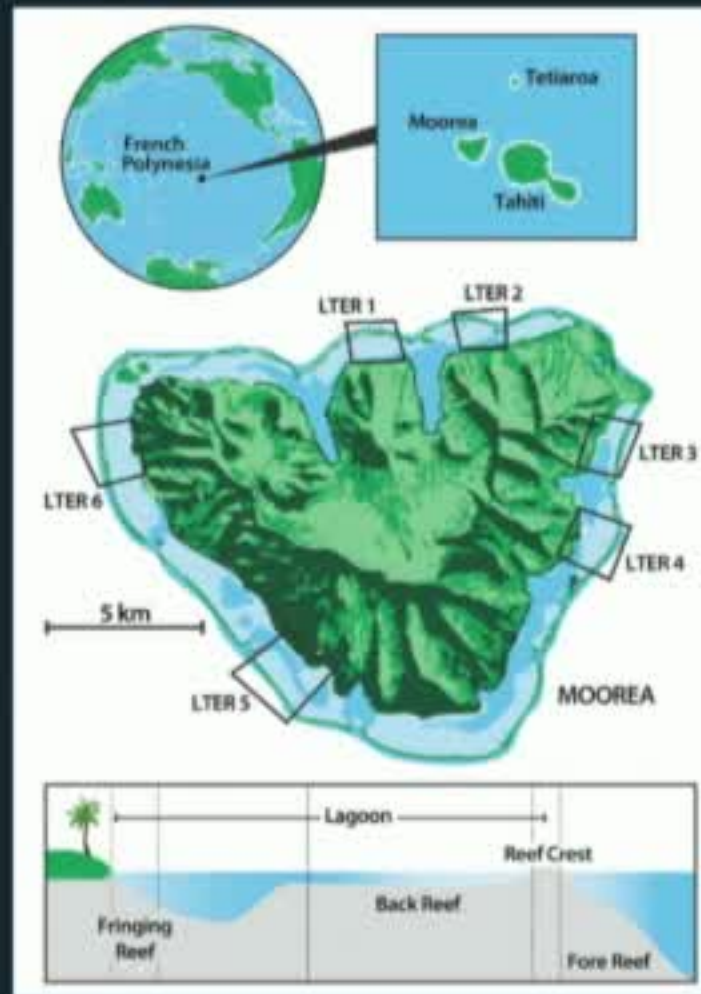 French
Polynesia
Tetiaroa
Moorea
Tahiti
LTER 1
LTER 2
LTER 3
LTER 4
LTER 5
LTER 6
5 km
MOOREA
Lagoon
Reef Crest
Back Reef
Fringing
Reef
Fore Reef